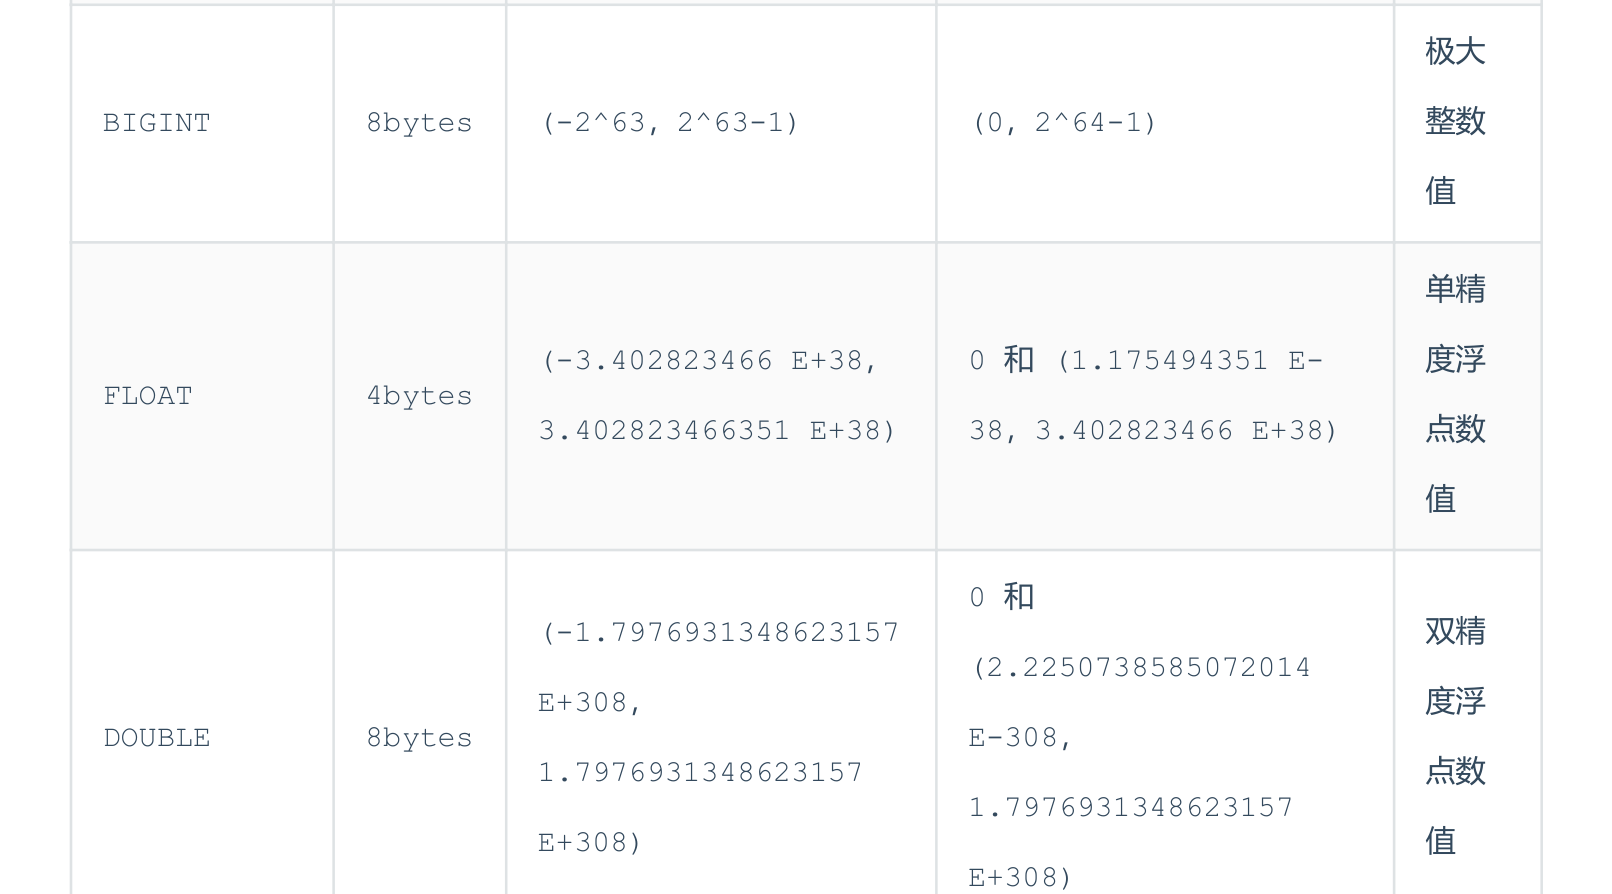 BIGINT
8bytes
(-2^63, 2^63-1)
(0, 2^64-1)
极大
整数
值
FLOAT
4bytes
(-3.402823466 E+38,
3.402823466351 E+38)
0 和 (1.175494351 E-
38, 3.402823466 E+38)
单精
度浮
点数
值
DOUBLE
8bytes
(-1.7976931348623157
E+308,
1.7976931348623157
E+308)
0 和
(2.2250738585072014
E-308,
1.7976931348623157
E+308)
双精
度浮
点数
值